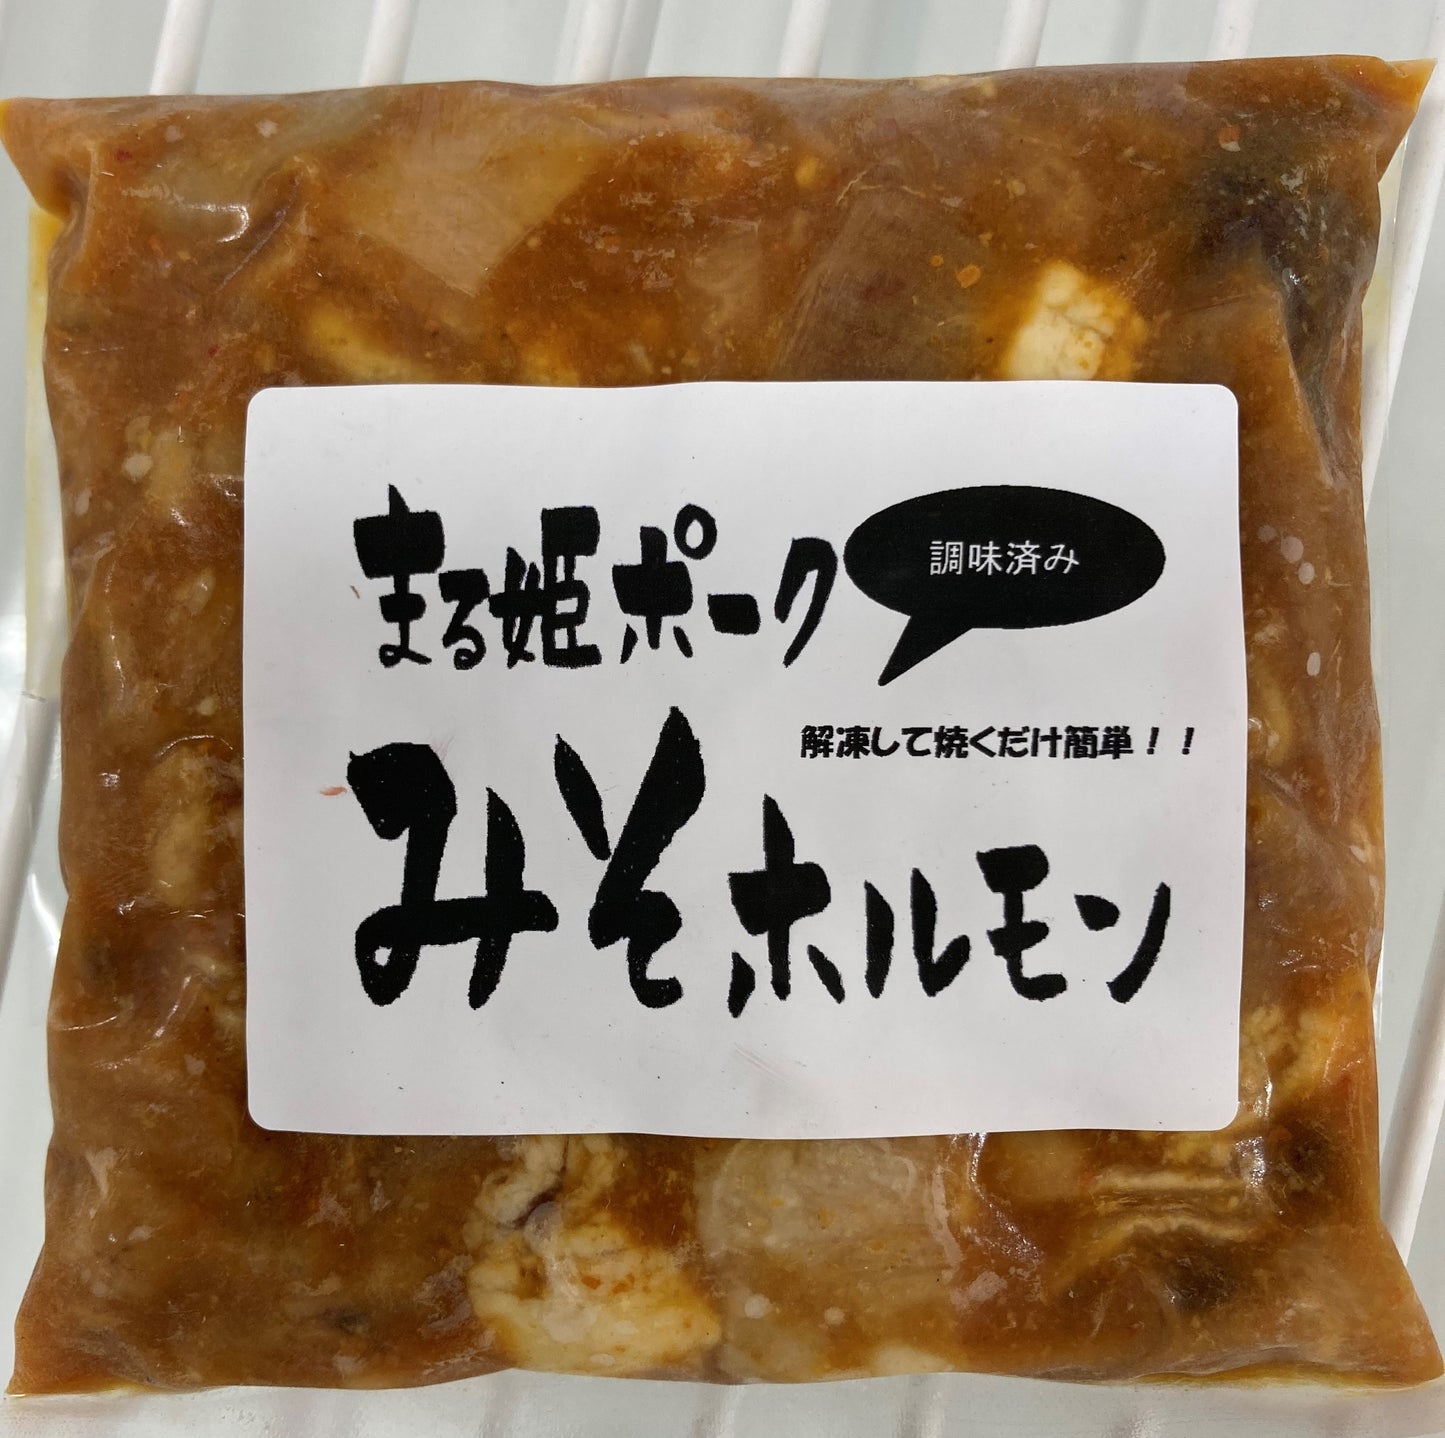 まる姫ポーク
調味済み
解凍して焼くだけ簡単！！
みそホルモン